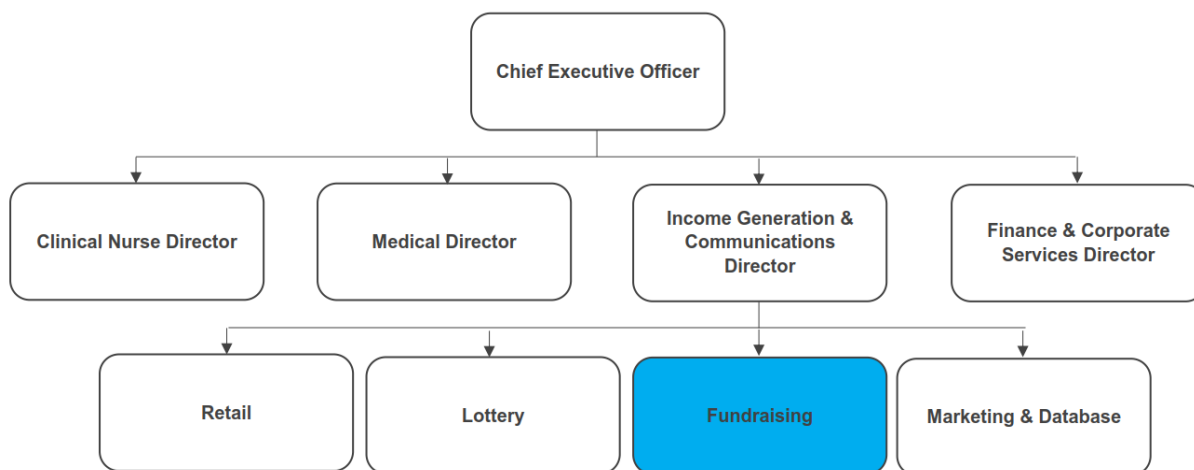 Chief Executive Officer
Clinical Nurse Director
Medical Director
Income Generation &
Communications
Director
Finance & Corporate
Services Director
Retail
Lottery
Fundraising
Marketing & Database